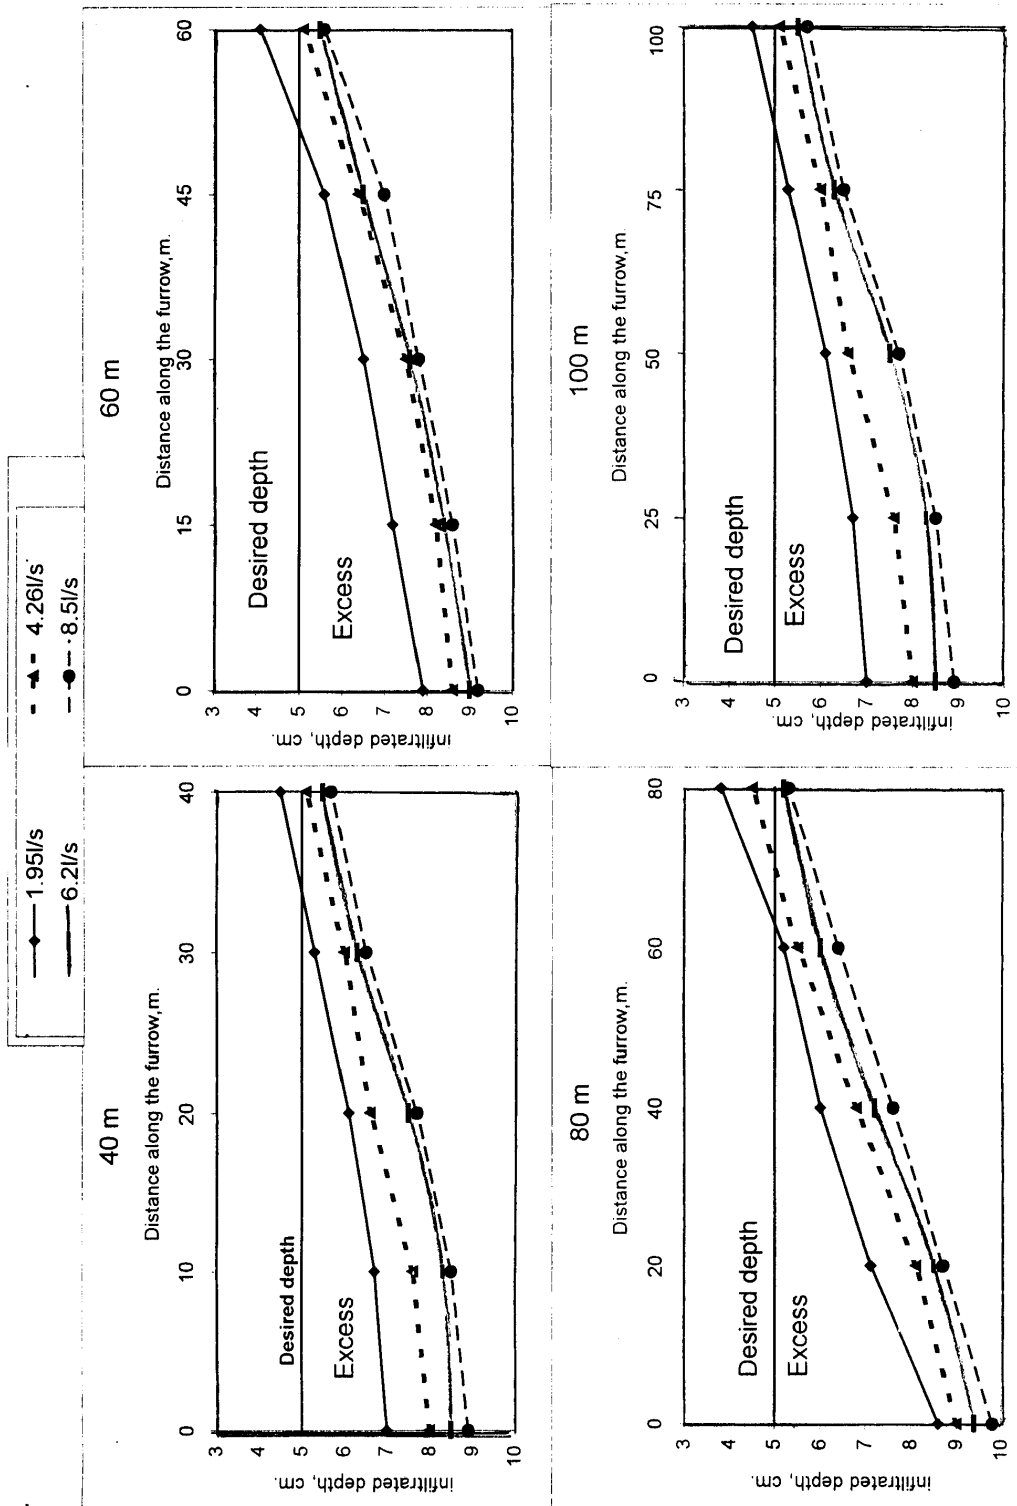 1.95l/s 4.26l/s
6.2l/s 8.5l/s
40 m
Distance along the furrow,m.
0 10 20 30 40
3
4
5
6
7
8
9
10
infiltrated depth, cm.
Desired depth
Excess
60 m
Distance along the furrow,m.
0 15 30 45 60
3
4
5
6
7
8
9
10
infiltrated depth, cm.
Desired depth
Excess
80 m
Distance along the furrow,m.
0 20 40 60 80
3
4
5
6
7
8
9
10
infiltrated depth, cm.
Desired depth
Excess
100 m
Distance along the furrow,m.
0 25 50 75 100
3
4
5
6
7
8
9
10
infiltrated depth, cm.
Desired depth
Excess